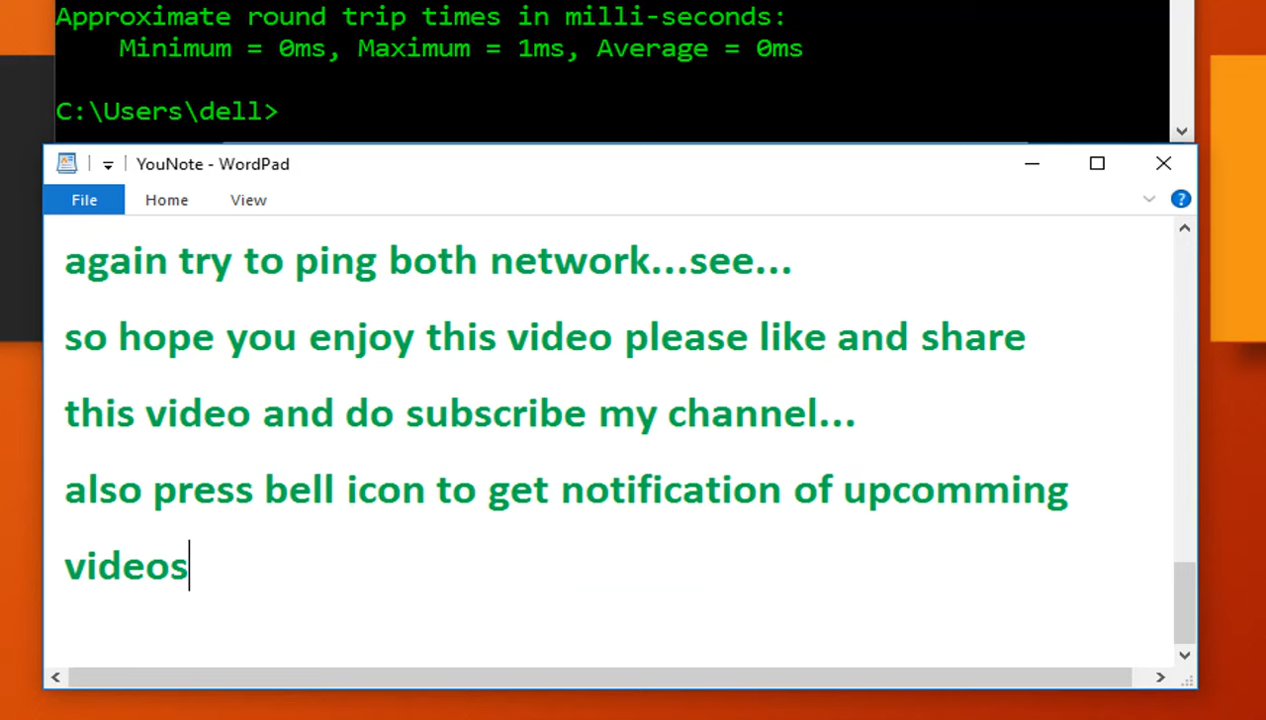 Approximate round trip times in milli-seconds:
Minimum = 0ms, Maximum = 1ms, Average = 0ms
C:\Users\dell>
YouNote - WordPad
File Home View
again try to ping both network...see...
so hope you enjoy this video please like and share
this video and do subscribe my channel...
also press bell icon to get notification of upcomming
videos